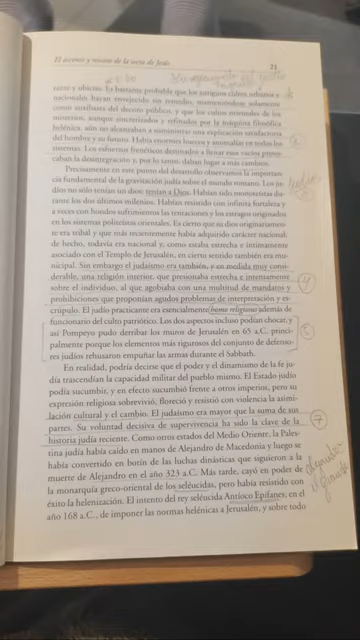 El ascenso y rescate de la secta de Jesús 21
rante y obtuso. Es bastante probable que los antiguos cultos urbanos y
nacionales hayan envejecido sin remedio, manteniéndose solamente
como auxiliares del decoro público, y que los cultos orientales de los
misterios, aunque sincretizados y refinados por la máquina filosófica
helénica, aún no alcanzaban a suministrar una explicación satisfactoria
del hombre y su futuro. Había enormes huecos y anomalías en todos los
sistemas. Los esfuerzos frenéticos destinados a llenar esos vacíos provo-
caban la desintegración y, por lo tanto, daban lugar a más cambios.
Precisamente en este punto del desarrollo observamos la importan-
cia fundamental de la gravitación judía sobre el mundo romano. Los ju-
díos no sólo tenían un dios: tenían a Dios. Habían sido monoteístas du-
rante los dos últimos milenios. Habían resistido con infinita fortaleza y
a veces con hondos sufrimientos las tentaciones y los estragos originados
en los sistemas politeístas orientales. Es cierto que su dios originariamen-
te era tribal y que más recientemente había adquirido carácter nacional;
de hecho, todavía era nacional, y como estaba estrecha e íntimamente
asociado con el Templo de Jerusalén, en cierto sentido también era mu-
nicipal. Sin embargo el judaísmo era también, y en medida muy consi-
derable, una religión interior, que presionaba estrecha e intensamente
sobre el individuo, al que agobaba con una multitud de mandatos y
prohibiciones que proponían agudos problemas de interpretación y es-
crúpulo. El judío practicante era esencialmente homo religiosus además de
funcionario del culto patriótico. Los dos aspectos incluso podían chocar, y
así Pompeyo pudo derribar los muros de Jerusalén en 65 a.C. princi-
palmente porque los elementos más rigurosos del conjunto de defenso-
res judíos rehusaron empuñar las armas durante el Sabbath.
En realidad, podría decirse que el poder y el dinamismo de la fe ju-
día trascendían la capacidad militar del pueblo mismo. El Estado judío
podía sucumbir, y en efecto sucumbió frente a otros imperios, pero su
expresión religiosa sobrevivió, floreció y resistió con violencia la asimi-
lación cultural y el cambio. El judaísmo era mayor que la suma de sus
partes. Su voluntad decisiva de supervivencia ha sido la clave de la
historia judía reciente. Como otros estados del Medio Oriente, la Pales-
tina judía había caído en manos de Alejandro de Macedonia y luego se
había convertido en botín de las luchas dinásticas que siguieron a la
muerte de Alejandro en el año 323 a.C. Más tarde, cayó en poder de
la monarquía greco-oriental de los seléucidas, pero había resistido con
éxito la helenización. El intento del rey seléucida Antíoco Epífanes, en el
año 168 a.C., de imponer las normas helénicas a Jerusalén, y sobre todo
7